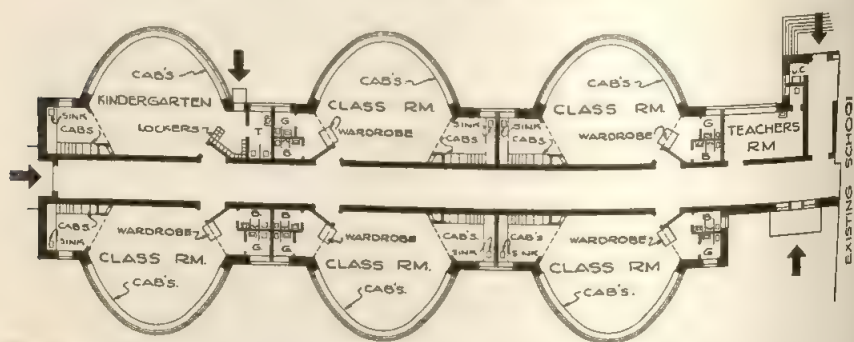 CAB'S
KINDERGARTEN
LOCKERS
SINK
CABS
T
G
B
CAB'S
CLASS RM.
WARDROBE
SINK
CABS
SINK
CABS
CAB'S
CLASS RM
WARDROBE
G
B
TEACHERS
RM
EXISTING SCHOOL
CABS
SINK
WARDROBE
CLASS RM.
CAB'S.
B
G
B
G
WARDROBE
CLASS RM.
CAB'S.
CAB'S
SINK
CAB'S
SINK
WARDROBE
CLASS RM
CAB'S.
B
G